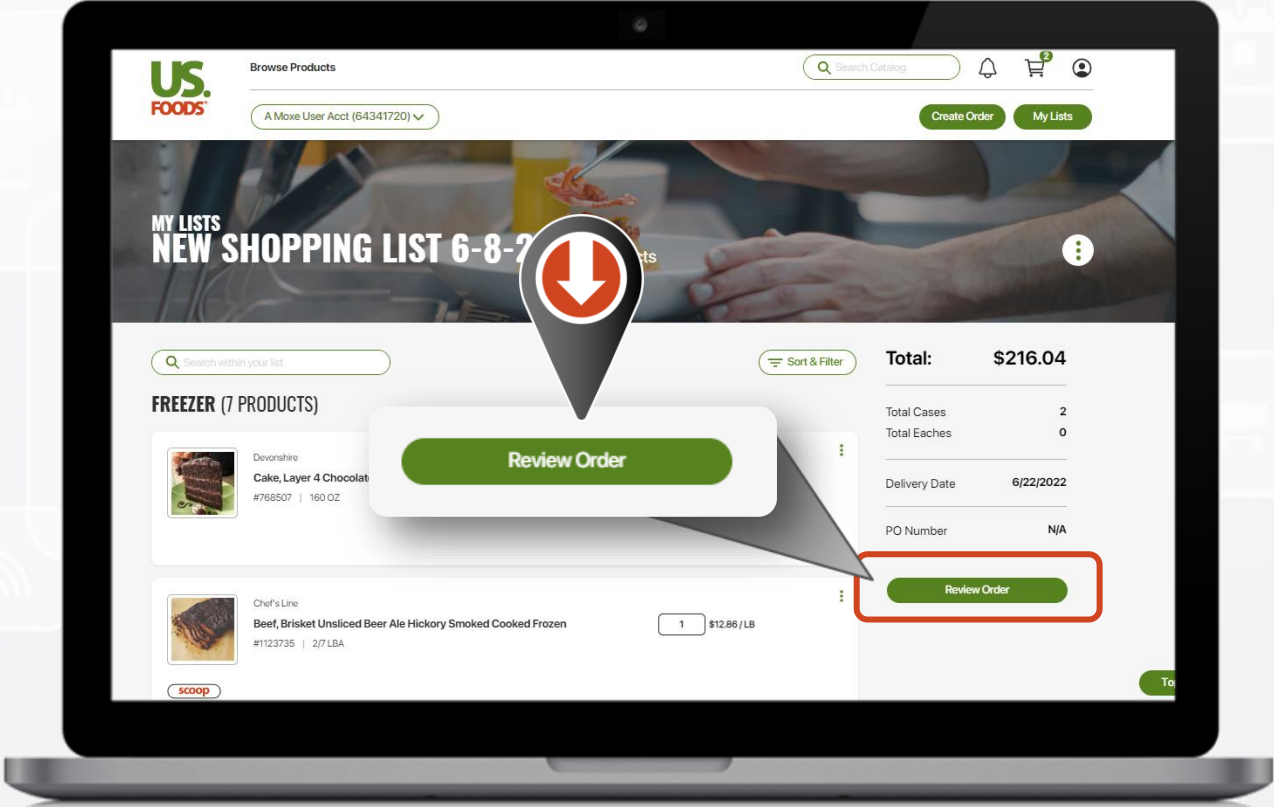 US.
FOODS
Browse Products
Search Catalog
2
A Moxe User Acct (64341720)
Create Order
My Lists
MY LISTS
NEW SHOPPING LIST 6-8-
Search within your list
Sort & Filter
FREEZER (7 PRODUCTS)
Devonshire
Cake, Layer 4
#768507 | 160 OZ
Review Order
Chef's Line
Beef, Brisket Unsliced Beer Ale Hickory Smoked Cooked Frozen
1 $12.86 / LB
#1123735 | 2/7 LBA
scoop
Total: $216.04
Total Cases 2
Total Eaches 0
Delivery Date 6/22/2022
PO Number N/A
Review Order